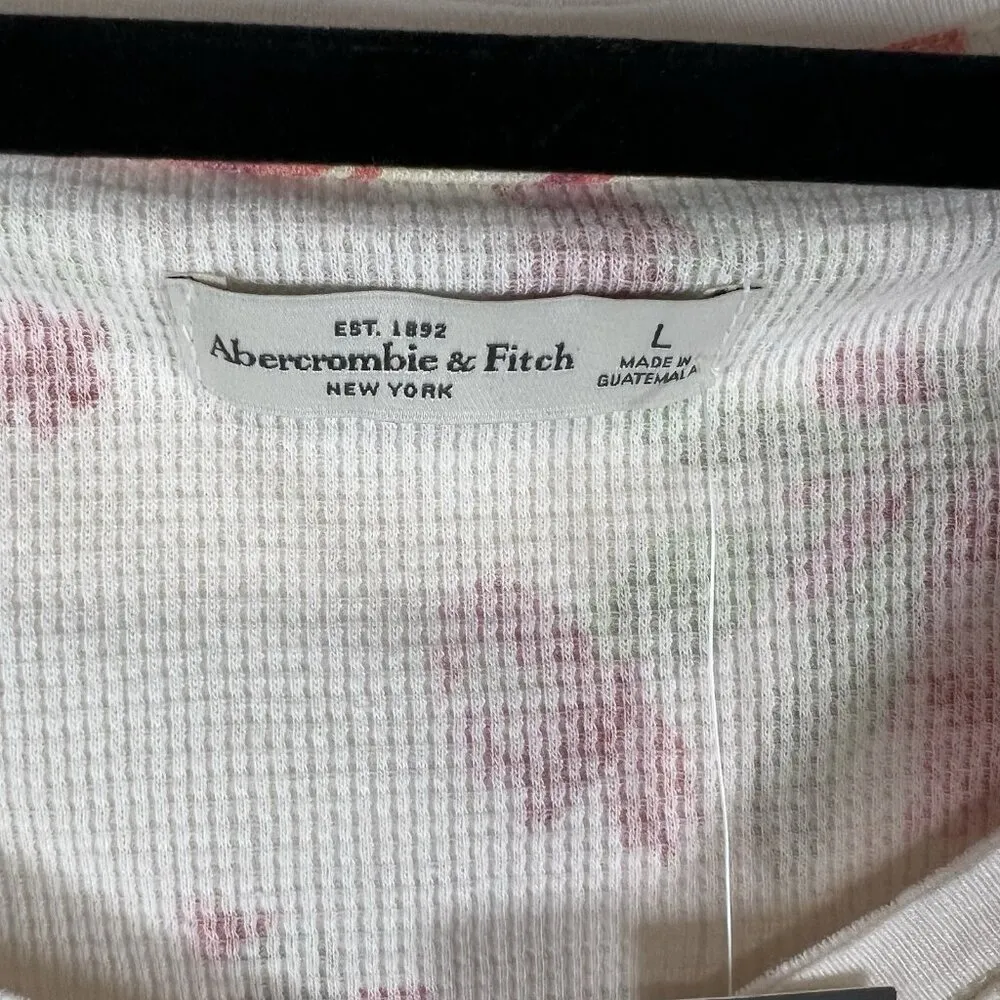 EST. 1892
Abercrombie & Fitch
NEW YORK
L
MADE IN
GUATEMALA